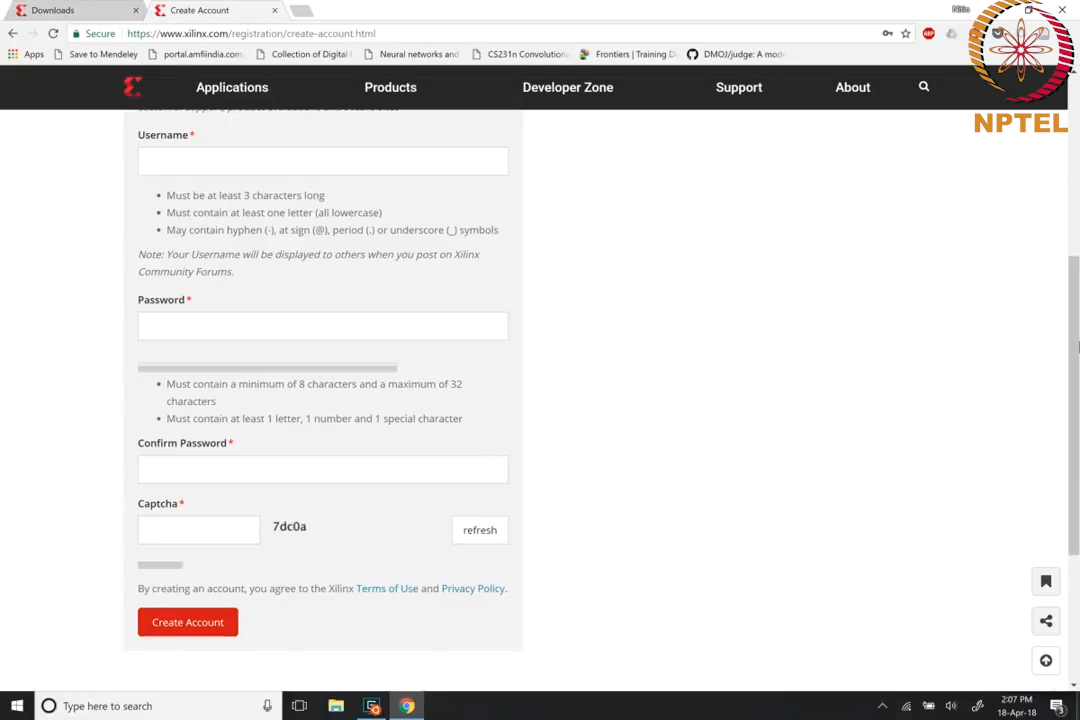 Downloads
Create Account
Nitin
Secure
https://www.xilinx.com/registration/create-account.html
ABP
Apps
Save to Mendeley
portal.amfiindia.com
Collection of Digital
Neural networks and
CS231n Convolution
Frontiers | Training D
DMOJ/judge: A mod
NPTEL
Applications
Products
Developer Zone
Support
About
Username*
Must be at least 3 characters long
Must contain at least one letter (all lowercase)
May contain hyphen (-), at sign (@), period (.) or underscore (_) symbols
Note: Your Username will be displayed to others when you post on Xilinx
Community Forums.
Password*
Must contain a minimum of 8 characters and a maximum of 32
characters
Must contain at least 1 letter, 1 number and 1 special character
Confirm Password*
Captcha*
7dc0a
refresh
By creating an account, you agree to the Xilinx Terms of Use and Privacy Policy.
Create Account
Type here to search
2:07 PM
18-Apr-18
3